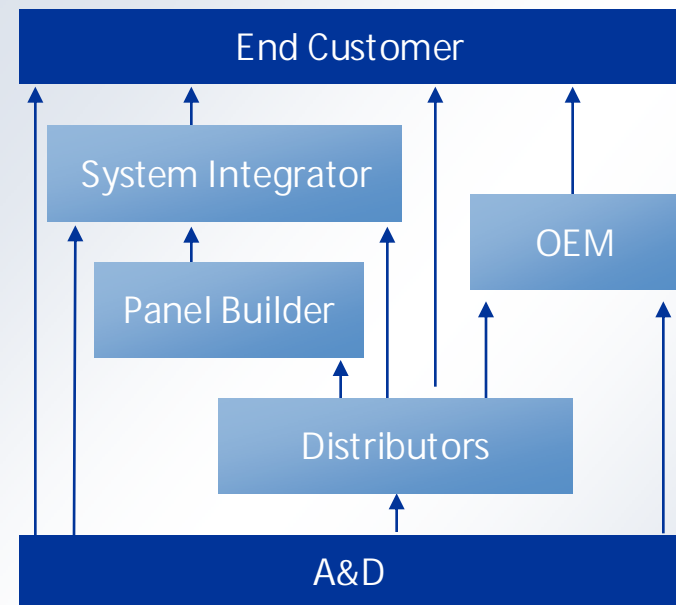 End Customer
System Integrator
OEM
Panel Builder
Distributors
A&D